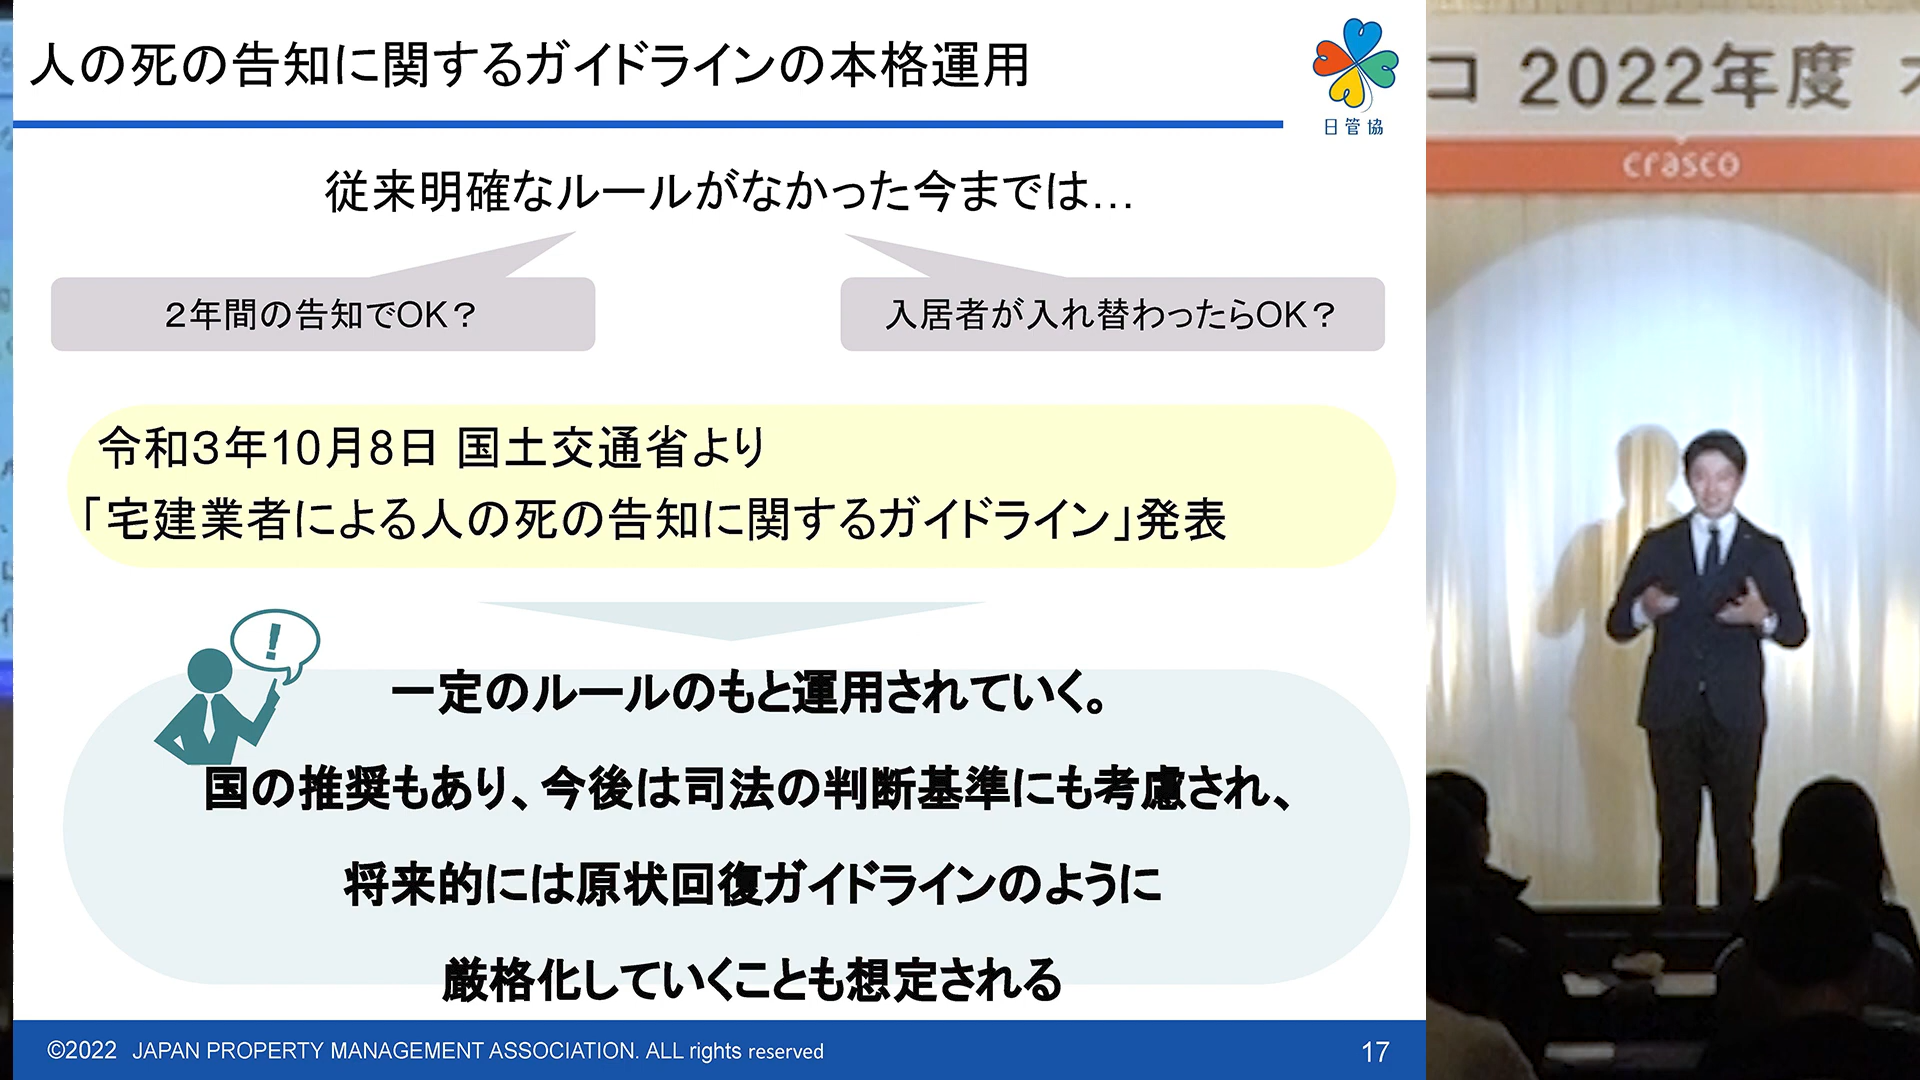 人の死の告知に関するガイドラインの本格運用
日管協
従来明確なルールがなかった今までは…
２年間の告知でOK？
入居者が入れ替わったらOK？
令和３年10月8日 国土交通省より
「宅建業者による人の死の告知に関するガイドライン」発表
!
一定のルールのもと運用されていく。
国の推奨もあり、今後は司法の判断基準にも考慮され、
将来的には原状回復ガイドラインのように
厳格化していくことも想定される
©2022 JAPAN PROPERTY MANAGEMENT ASSOCIATION. ALL rights reserved
17
コ 2022年度
crasco